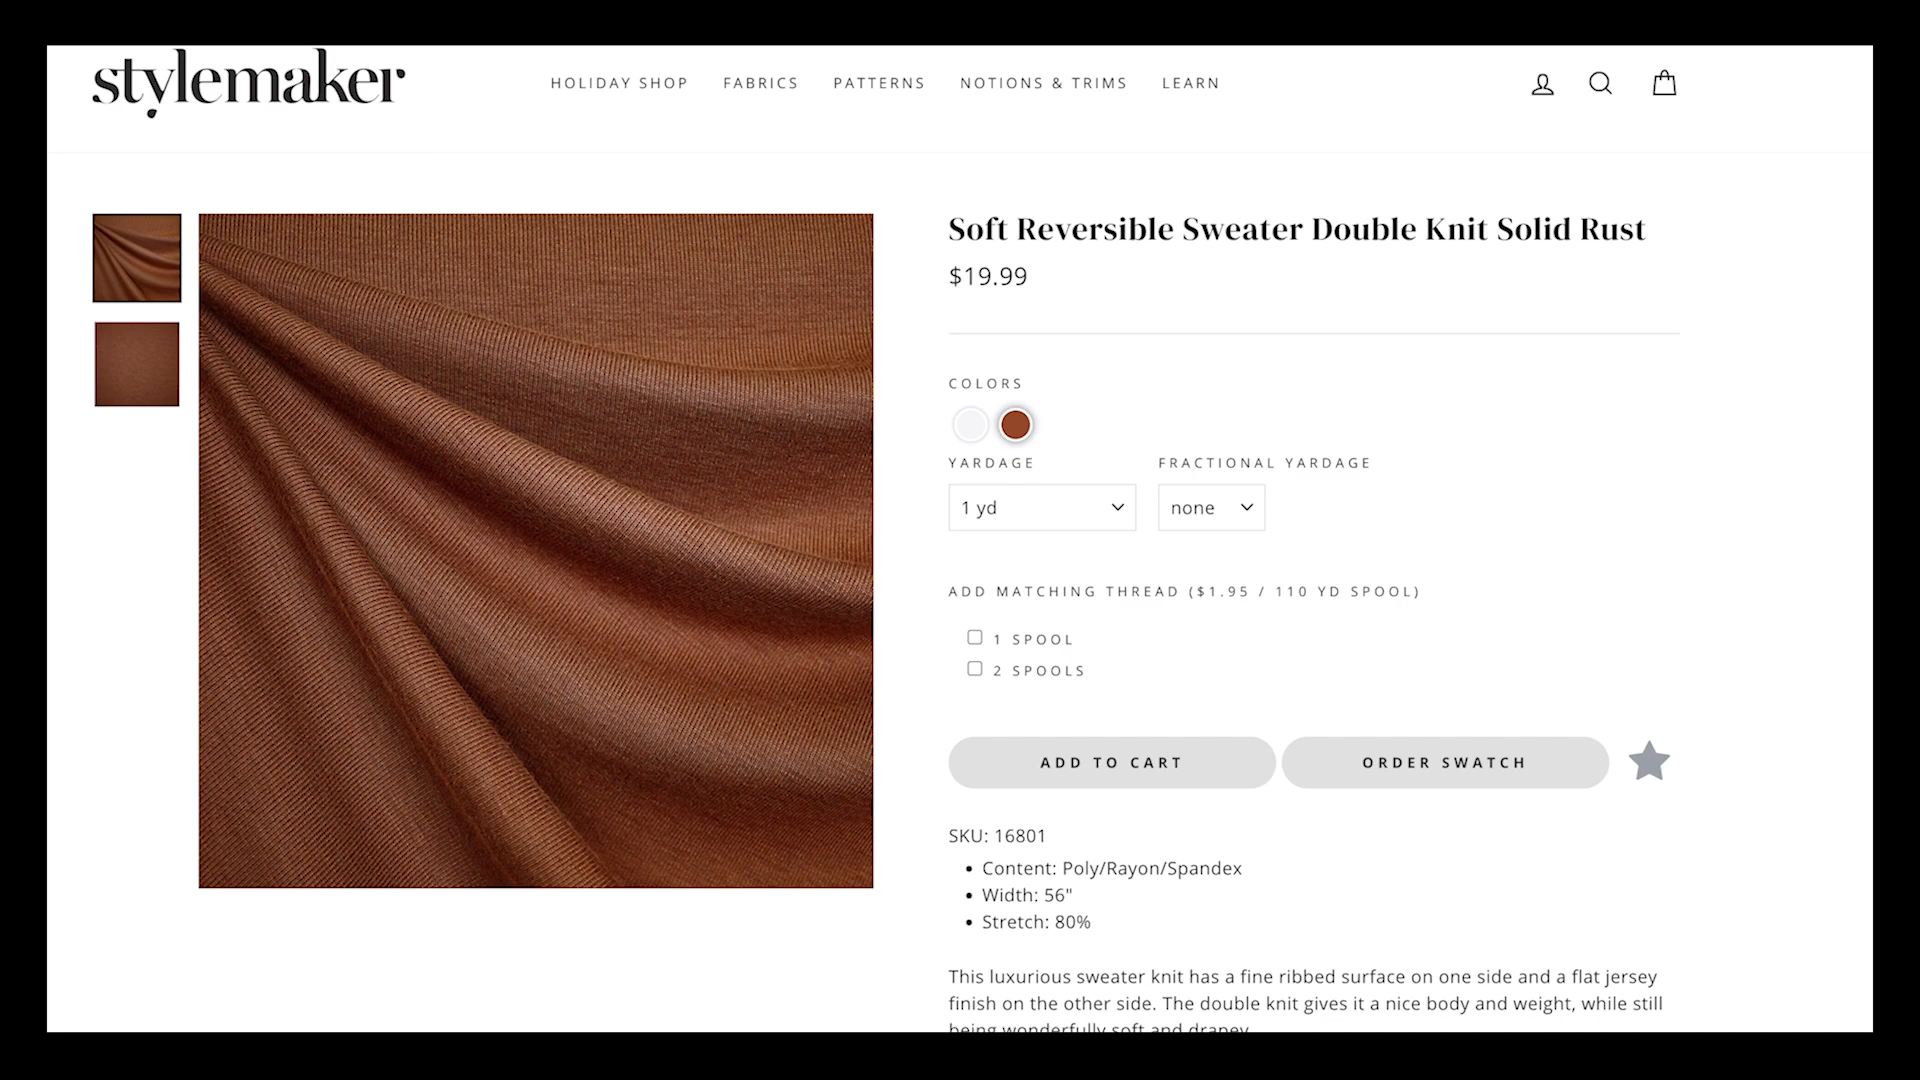 stylemaker
HOLIDAY SHOP FABRICS PATTERNS NOTIONS & TRIMS LEARN
Soft Reversible Sweater Double Knit Solid Rust
$19.99
COLORS
YARDAGE FRACTIONAL YARDAGE
1 yd none
ADD MATCHING THREAD ($1.95 / 110 YD SPOOL)
1 SPOOL
2 SPOOLS
ADD TO CART ORDER SWATCH
SKU: 16801
• Content: Poly/Rayon/Spandex
• Width: 56"
• Stretch: 80%
This luxurious sweater knit has a fine ribbed surface on one side and a flat jersey
finish on the other side. The double knit gives it a nice body and weight, while still
being wonderfully soft and drapey